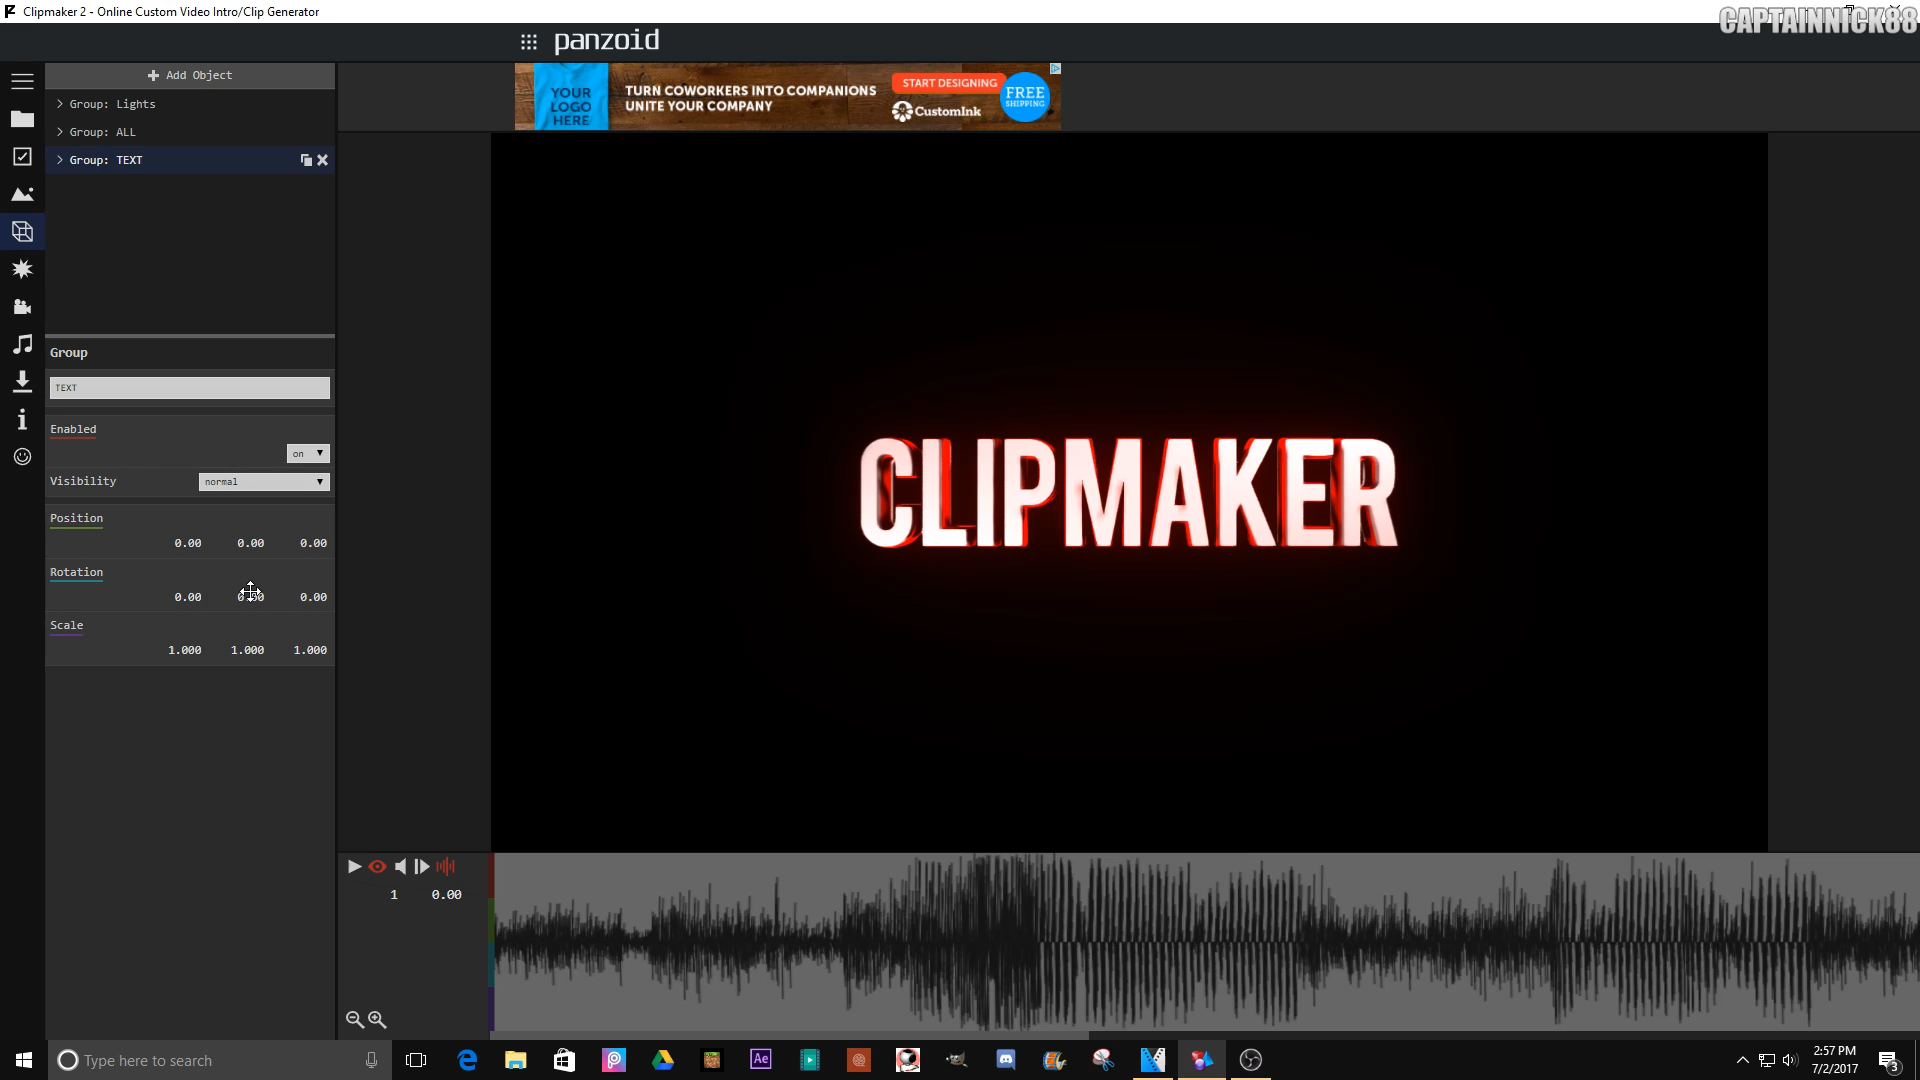 Clipmaker 2 - Online Custom Video Intro/Clip Generator
CAPTAINNICK88
panzoid
Add Object
Group: Lights
Group: ALL
Group: TEXT
YOUR
LOGO
HERE
TURN COWORKERS INTO COMPANIONS
UNITE YOUR COMPANY
START DESIGNING
CustomInk
FREE
SHIPPING
CLIPMAKER
Group
TEXT
Enabled
on
Visibility
normal
Position
0.00 0.00 0.00
Rotation
0.00 0.00
Scale
1.000 1.000 1.000
1 0.00
Type here to search
Ae
2:57 PM
7/2/2017
3